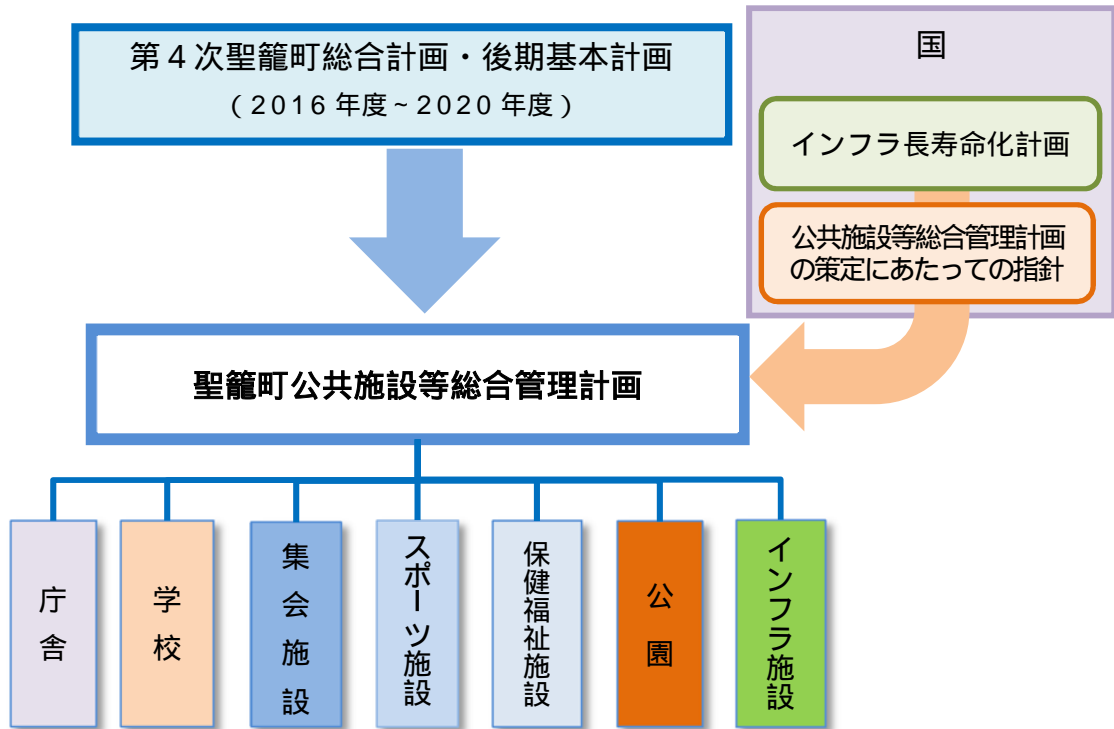 第4次聖籠町総合計画・後期基本計画
（2016年度~2020年度）
国
インフラ長寿命化計画
公共施設等総合管理計画
の策定にあたっての指針
聖籠町公共施設等総合管理計画
庁舎
学校
集会施設
スポーツ施設
保健福祉施設
公園
インフラ施設